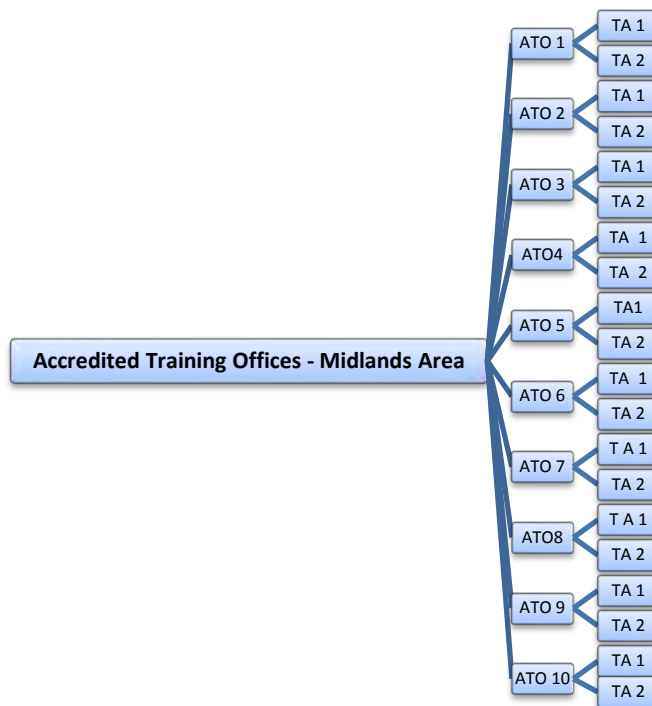 Accredited Training Offices - Midlands Area
ATO 1
TA 1
TA 2
ATO 2
TA 1
TA 2
ATO 3
TA 1
TA 2
ATO4
TA  1
TA  2
ATO 5
TA1
TA 2
ATO 6
TA  1
TA 2
ATO 7
T A 1
TA 2
ATO8
T A 1
TA 2
ATO 9
TA 1
TA 2
ATO 10
TA 1
TA 2